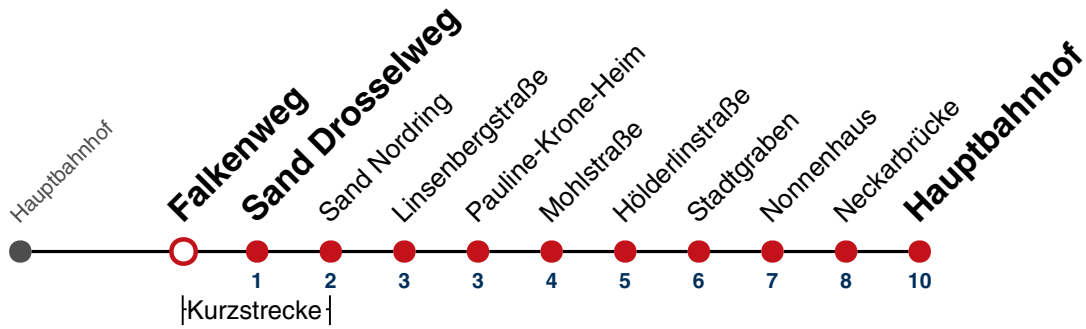 Hauptbahnhof
Falkenweg
Sand Drosselweg
Sand Nordring
Linsenbergstraße
Pauline-Krone-Heim
Mohlstraße
Hölderlinstraße
Stadtgraben
Nonnenhaus
Neckarbrücke
Hauptbahnhof
1 2 3 3 4 5 6 7 8 10
Kurzstrecke